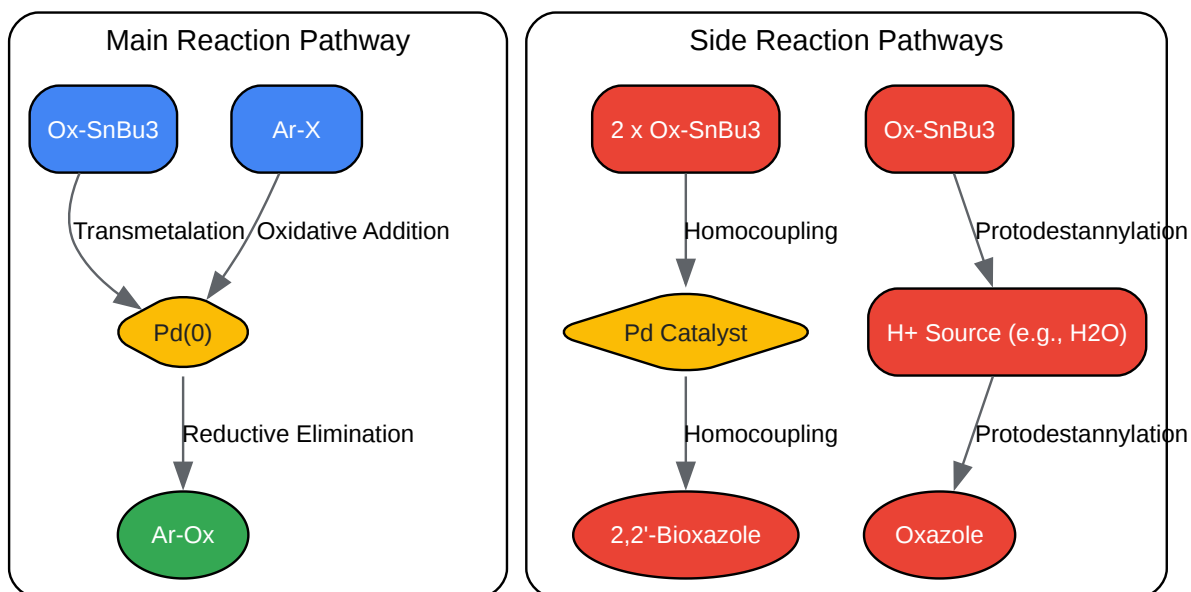 Main Reaction Pathway
Ox-SnBu3
Ar-X
Transmetalation
Oxidative Addition
Pd(0)
Reductive Elimination
Ar-Ox
Side Reaction Pathways
2 x Ox-SnBu3
Ox-SnBu3
Homocoupling
Protodestannylation
Pd Catalyst
H+ Source (e.g., H2O)
Homocoupling
Protodestannylation
2,2'-Bioxazole
Oxazole